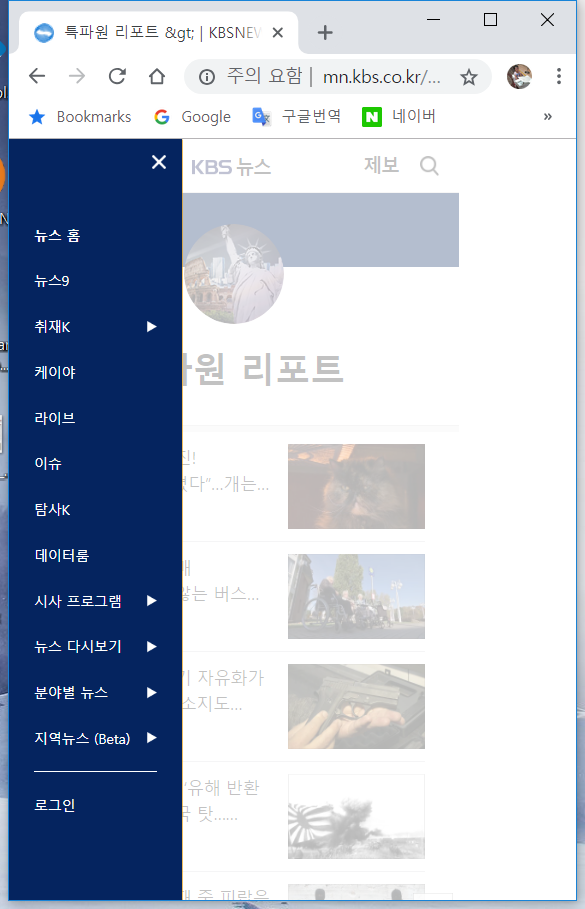 특파원 리포트 &gt; | KBSNEW
주의 요함 | mn.kbs.co.kr/...
Bookmarks Google 구글번역 네이버 »
KBS 뉴스 제보
뉴스 홈
뉴스9
취재K
케이야
라이브
이슈
탐사K
데이터룸
시사 프로그램
뉴스 다시보기
분야별 뉴스
지역뉴스 (Beta)
로그인
파원 리포트
진!
렸다”...개는...
않는 버스...
기 자유화가
소지도...
‘유해 반환
국 탓......